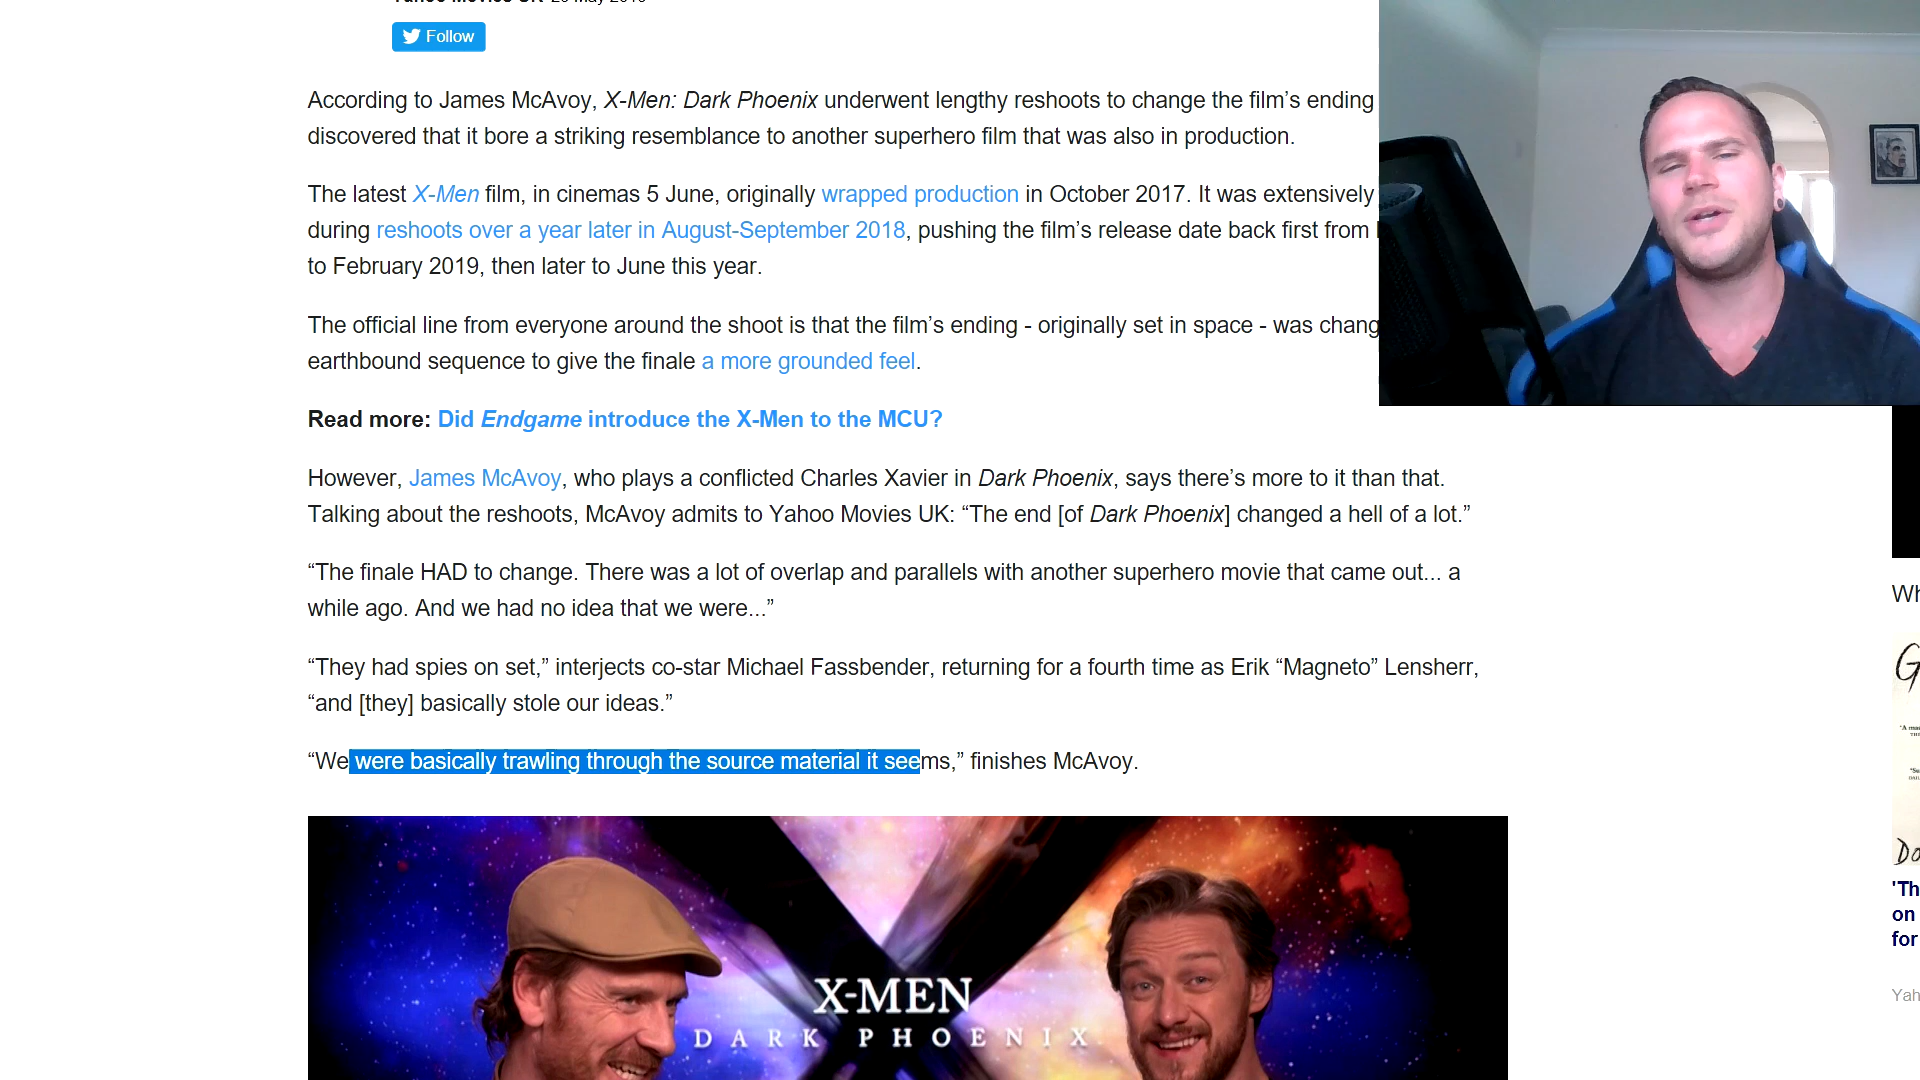 Follow
According to James McAvoy, X-Men: Dark Phoenix underwent lengthy reshoots to change the film’s ending
discovered that it bore a striking resemblance to another superhero film that was also in production.
The latest X-Men film, in cinemas 5 June, originally wrapped production in October 2017. It was extensively
during reshoots over a year later in August-September 2018, pushing the film’s release date back first from
to February 2019, then later to June this year.
The official line from everyone around the shoot is that the film’s ending - originally set in space - was chang
earthbound sequence to give the finale a more grounded feel.
Read more: Did Endgame introduce the X-Men to the MCU?
However, James McAvoy, who plays a conflicted Charles Xavier in Dark Phoenix, says there’s more to it than that.
Talking about the reshoots, McAvoy admits to Yahoo Movies UK: “The end [of Dark Phoenix] changed a hell of a lot.”
“The finale HAD to change. There was a lot of overlap and parallels with another superhero movie that came out... a
while ago. And we had no idea that we were...”
“They had spies on set,” interjects co-star Michael Fassbender, returning for a fourth time as Erik “Magneto” Lensherr,
“and [they] basically stole our ideas.”
“We were basically trawling through the source material it seems,” finishes McAvoy.
X-MEN
DARK PHOENIX
Wh
G
Do
'Th
on
for
Yah